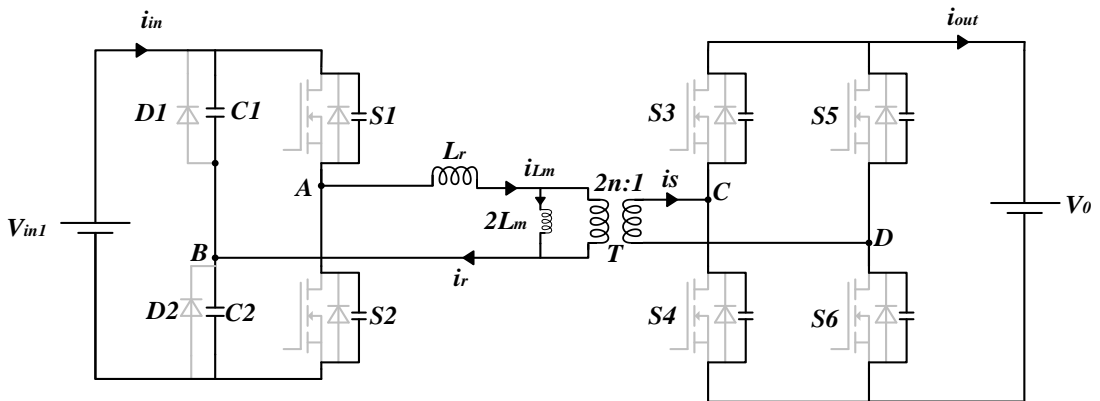 iin
iout
D1
C1
S1
S3
S5
Lr
iLm
2n:1
is
A
C
2Lm
Vin1
V0
B
T
D
ir
D2
C2
S2
S4
S6